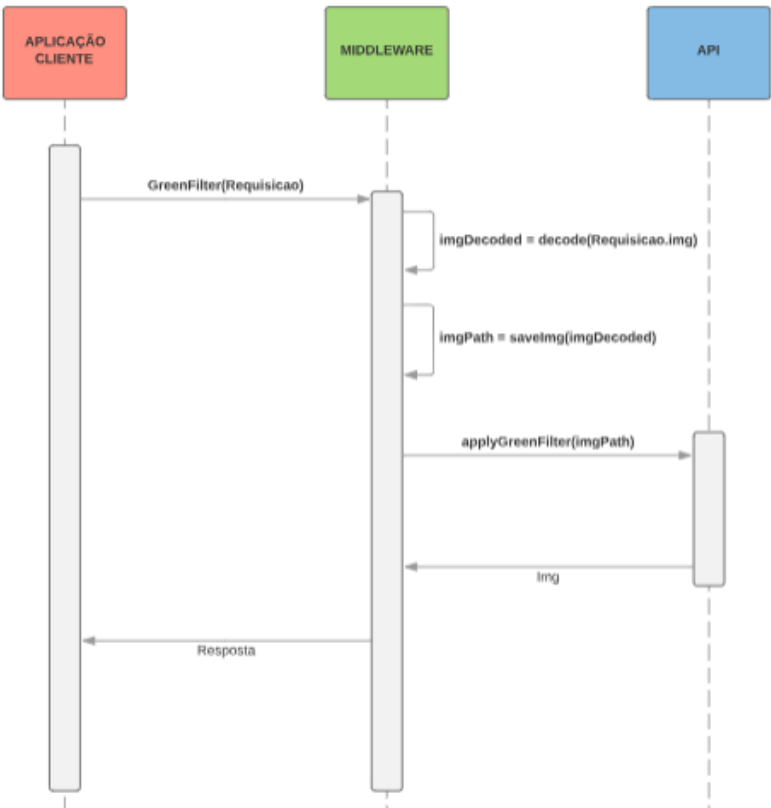 APLICAÇÃO
CLIENTE
MIDDLEWARE
API
GreenFilter(Requisicao)
imgDecoded = decode(Requisicao.img)
imgPath = saveImg(imgDecoded)
applyGreenFilter(imgPath)
Img
Resposta